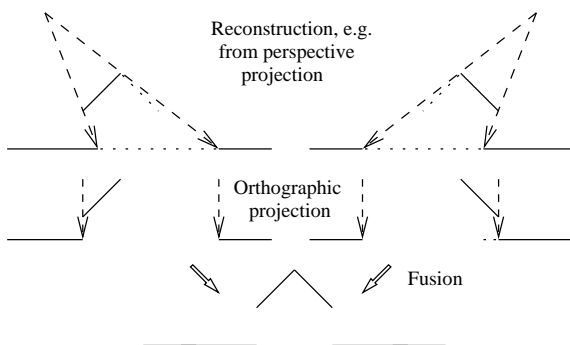 Reconstruction, e.g.
from perspective
projection
Orthographic
projection
Fusion